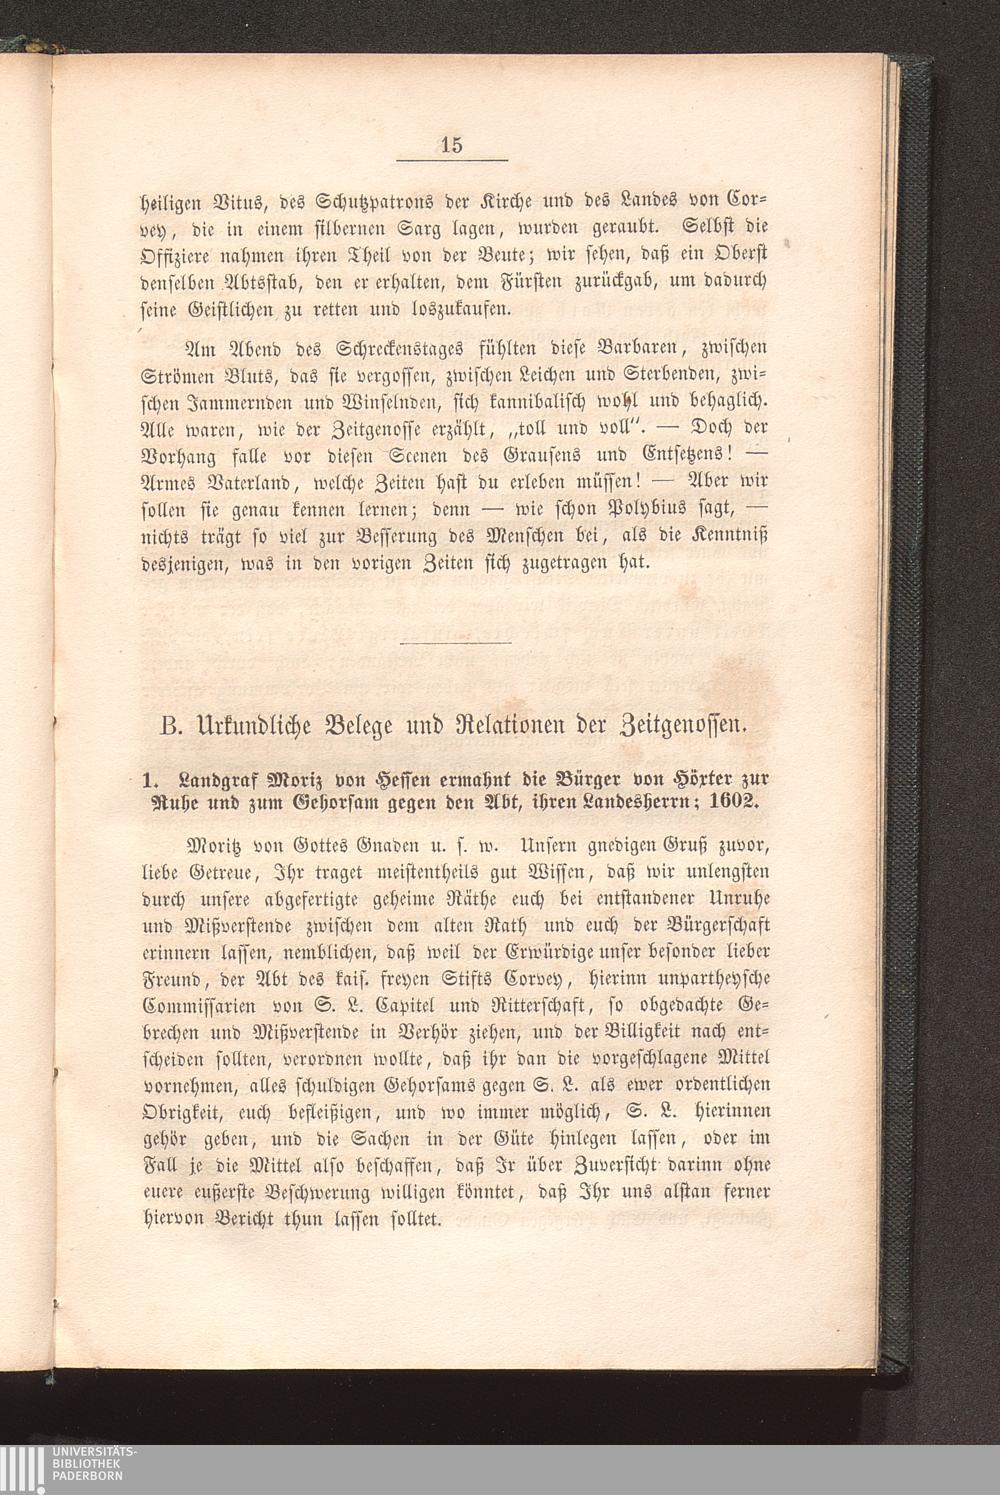 15
heiligen Vitus, des Schutzpatrons der Kirche und des Landes von Cor-
vey, die in einem silbernen Sarg lagen, wurden geraubt. Selbst die
Offiziere nahmen ihren Theil von der Beute; wir sehen, daß ein Oberst
denselben Abtsstab, den er erhalten, dem Fürsten zurückgab, um dadurch
seine Geistlichen zu retten und loszukaufen.
Am Abend des Schreckenstages fühlten diese Barbaren, zwischen
Strömen Bluts, das sie vergossen, zwischen Leichen und Sterbenden, zwi-
schen Jammernden und Winselnden, sich kannibalisch wohl und behaglich.
Alle waren, wie der Zeitgenosse erzählt, „toll und voll“. — Doch der
Vorhang falle vor diesen Scenen des Grausens und Entsetzens! —
Armes Vaterland, welche Zeiten hast du erleben müssen! — Aber wir
sollen sie genau kennen lernen; denn — wie schon Polybius sagt, —
nichts trägt so viel zur Besserung des Menschen bei, als die Kenntniß
desjenigen, was in den vorigen Zeiten sich zugetragen hat.
B. Urkundliche Belege und Relationen der Zeitgenossen.
1. Landgraf Moriz von Hessen ermahnt die Bürger von Höxter zur
Ruhe und zum Gehorsam gegen den Abt, ihren Landesherrn; 1602.
Moritz von Gottes Gnaden u. s. w. Unsern gnedigen Gruß zuvor,
liebe Getreue, Ihr traget meistentheils gut Wissen, daß wir unlengsten
durch unsere abgefertigte geheime Räthe euch bei entstandener Unruhe
und Mißverstende zwischen dem alten Rath und euch der Bürgerschaft
erinnern lassen, nemblichen, daß weil der Erwürdige unser besonder lieber
Freund, der Abt des kais. freyen Stifts Corvey, hierinn unpartheysche
Commissarien von S. L. Capitel und Ritterschaft, so obgedachte Ge-
brechen und Mißverstende in Verhör ziehen, und der Billigkeit nach ent-
scheiden sollten, verordnen wollte, daß ihr dan die vorgeschlagene Mittel
vornehmen, alles schuldigen Gehorsams gegen S. L. als ewer ordentlichen
Obrigkeit, euch befleißigen, und wo immer möglich, S. L. hierinnen
gehör geben, und die Sachen in der Güte hinlegen lassen, oder im
Fall je die Mittel also beschaffen, daß Ir über Zuversicht darinn ohne
euere eußerste Beschwerung willigen könntet, daß Ihr uns alstan ferner
hiervon Bericht thun lassen solltet.
UNIVERSITÄTS-
BIBLIOTHEK
PADERBORN